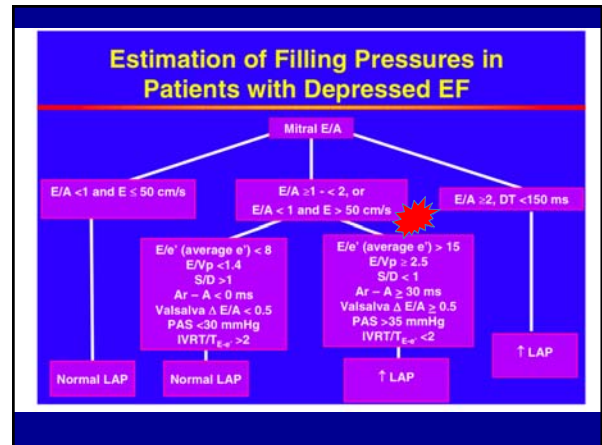 Estimation of Filling Pressures in
Patients with Depressed EF
Mitral E/A
E/A <1 and E ≤ 50 cm/s
E/A ≥1 - < 2, or
E/A < 1 and E > 50 cm/s
E/A ≥2, DT <150 ms
E/e' (average e') < 8
E/Vp <1.4
S/D >1
Ar – A < 0 ms
Valsalva Δ E/A < 0.5
PAS <30 mmHg
IVRT/T_E-e' >2
E/e' (average e') > 15
E/Vp ≥ 2.5
S/D < 1
Ar – A ≥ 30 ms
Valsalva Δ E/A ≥ 0.5
PAS >35 mmHg
IVRT/T_E-e' <2
Normal LAP
Normal LAP
↑ LAP
↑ LAP